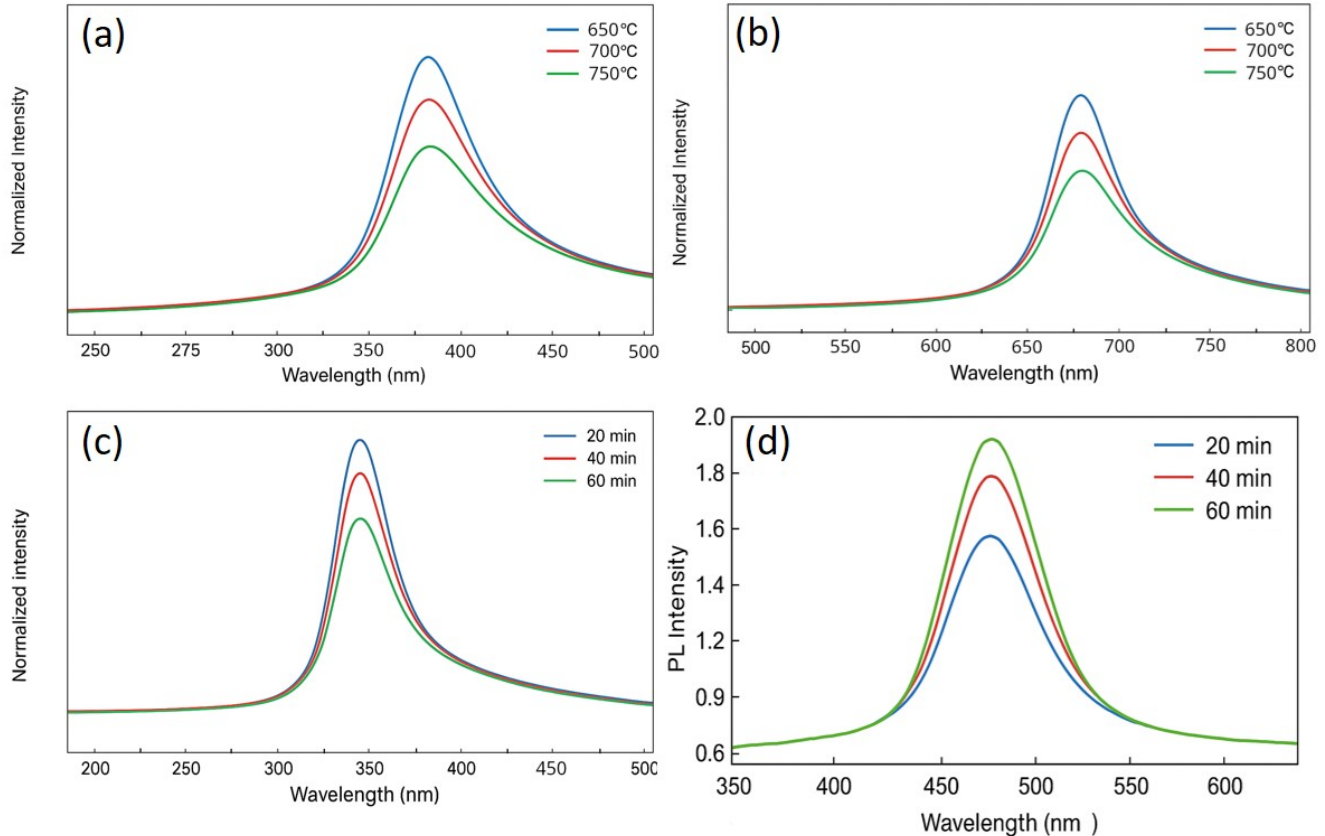 (a)
650℃
700℃
750℃
Normalized Intensity
250 275 300 350 400 450 500
Wavelength (nm)
(b)
650℃
700℃
750℃
Normalized Intensity
500 550 600 650 700 750 800
Wavelength (nm)
(c)
20 min
40 min
60 min
Normalized intensity
200 250 300 350 400 450 500
Wavelength (nm)
(d)
20 min
40 min
60 min
PL Intensity
2.0
1.8
1.6
1.4
1.2
0.9
0.6
350 400 450 500 550 600
Wavelength (nm )